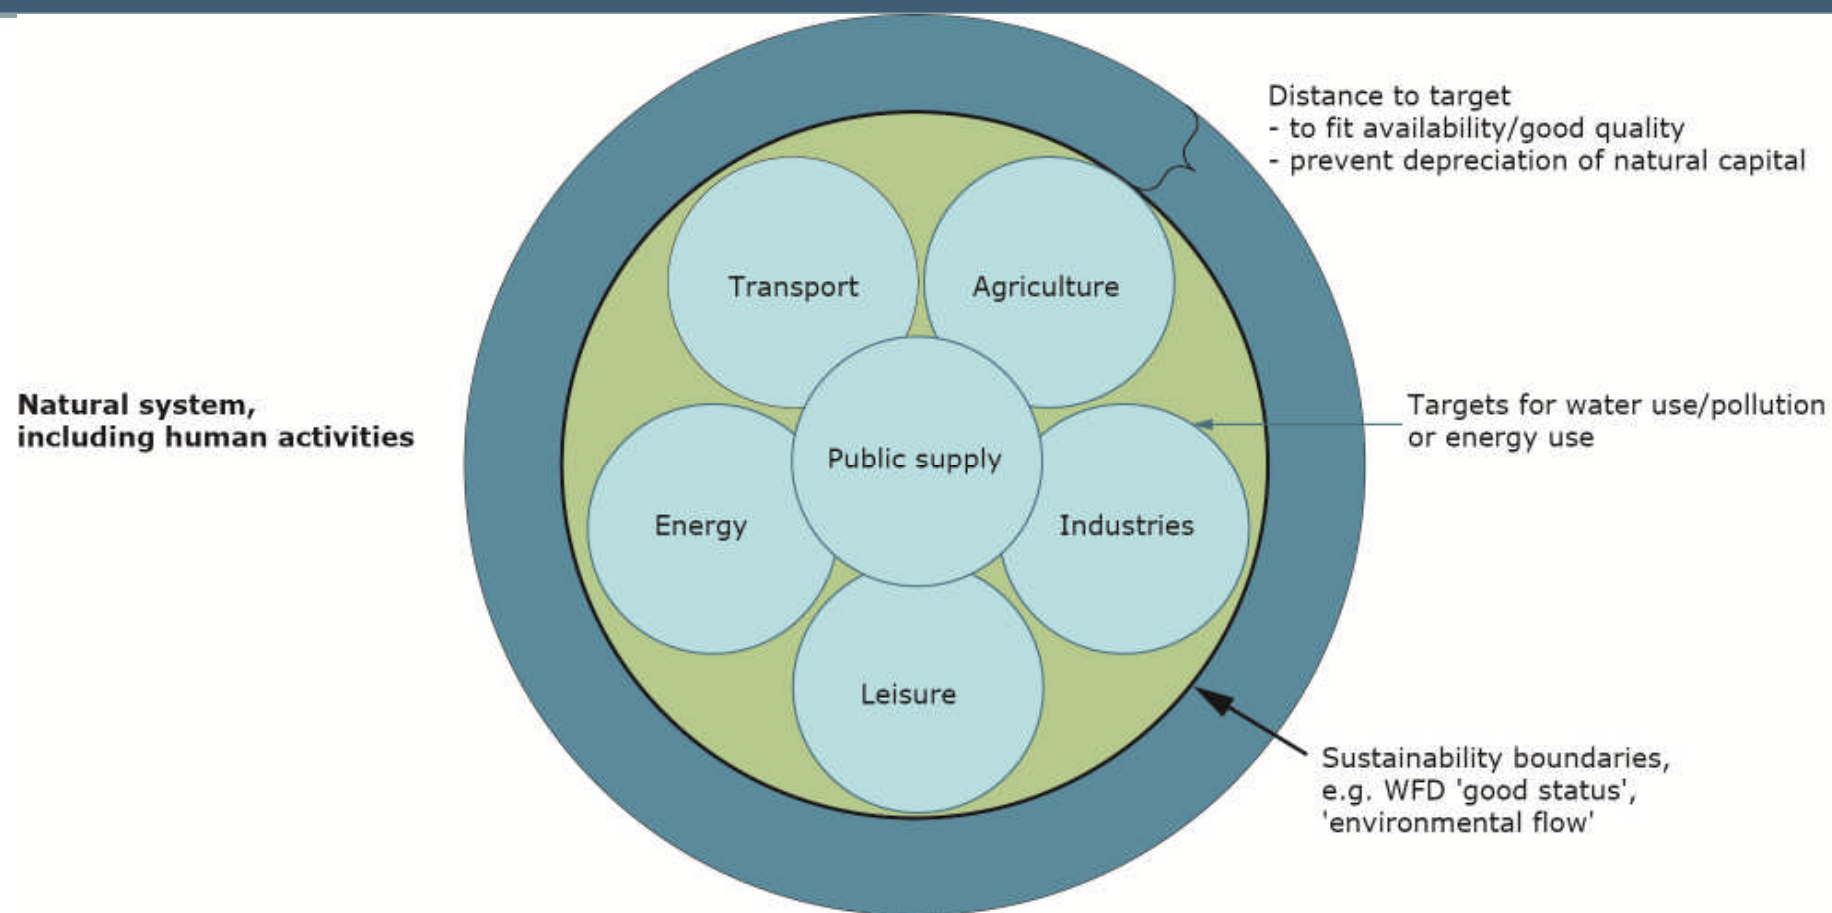 Distance to target
- to fit availability/good quality
- prevent depreciation of natural capital
Transport
Agriculture
Natural system,
including human activities
Targets for water use/pollution
or energy use
Public supply
Energy
Industries
Leisure
Sustainability boundaries,
e.g. WFD 'good status',
'environmental flow'